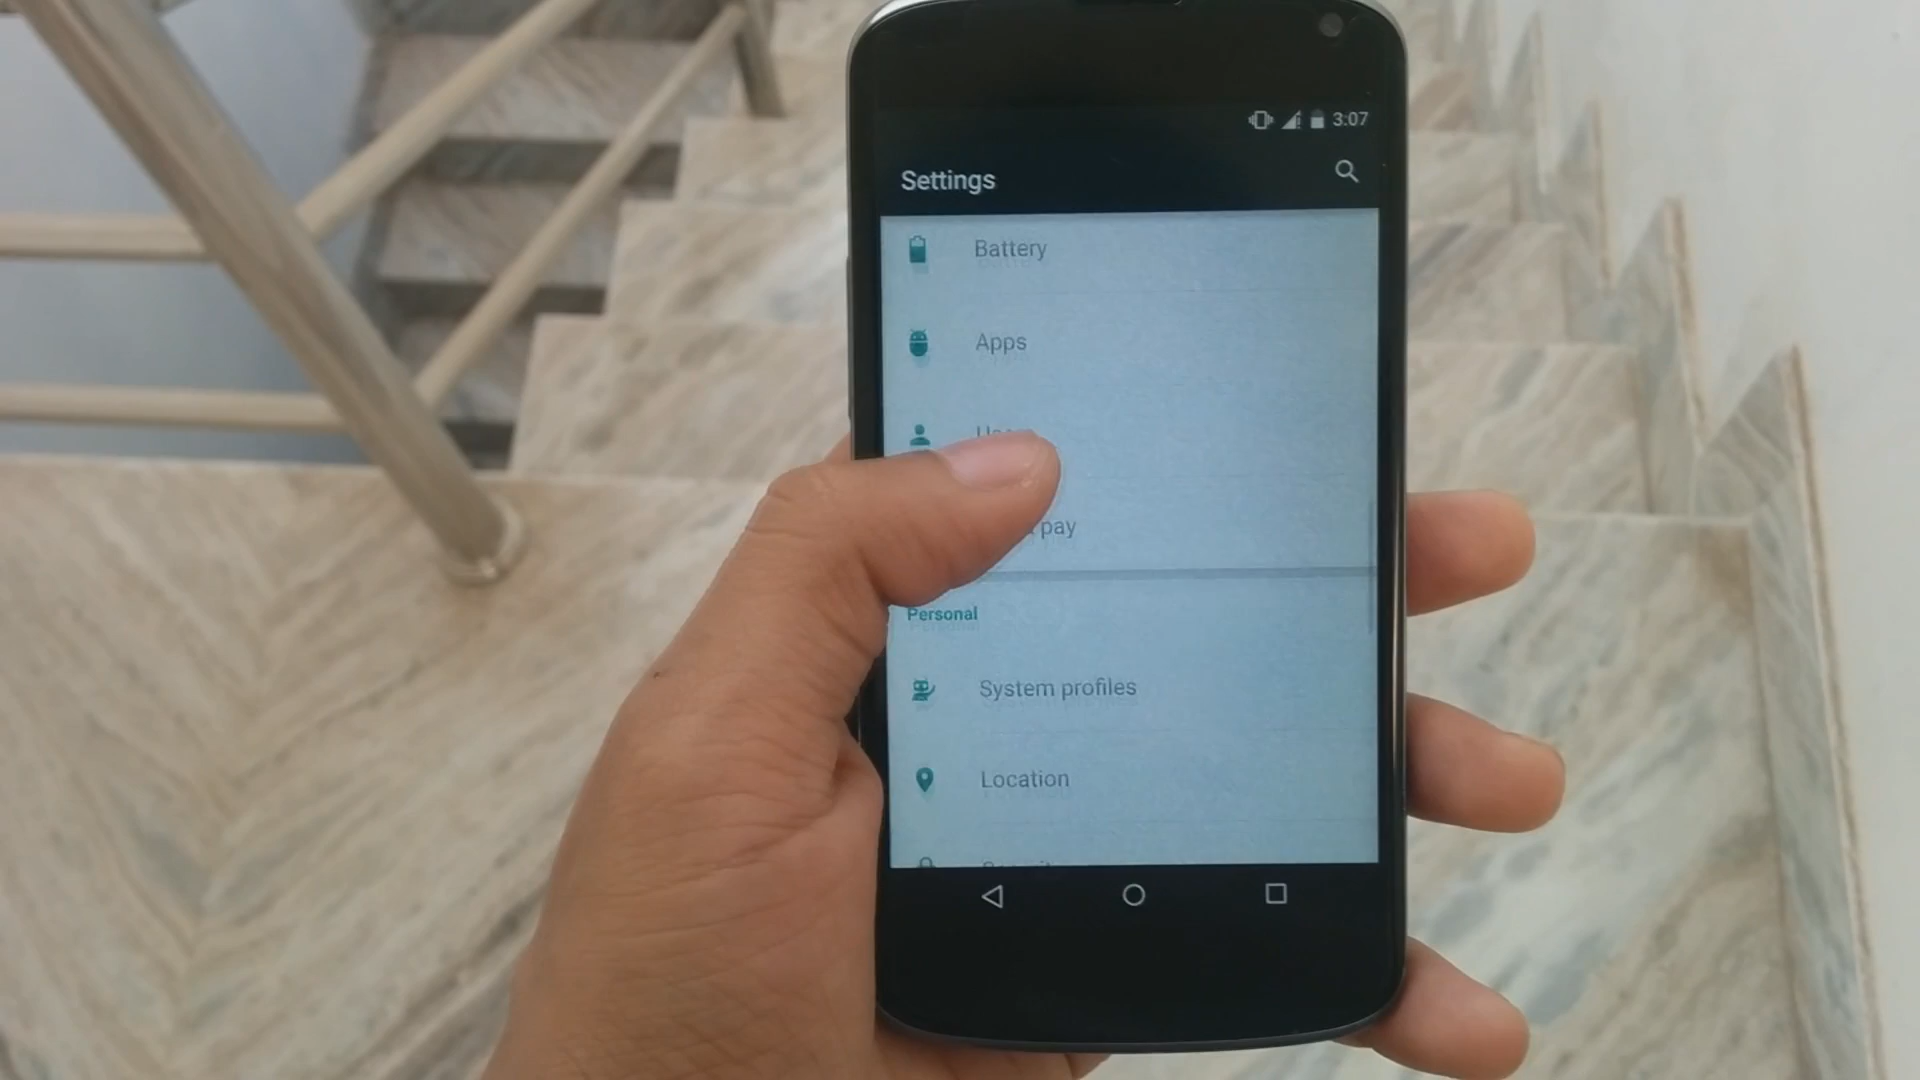 3:07
Settings
Battery
Apps
pay
Personal
System profiles
Location